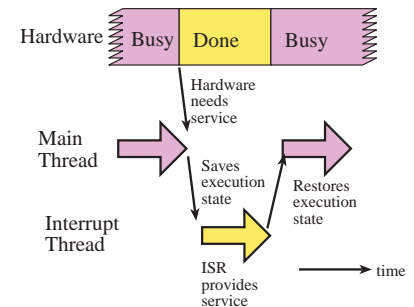 Hardware
Busy
Done
Busy
Hardware
needs
service
Main
Thread
Saves
execution
state
Restores
execution
state
Interrupt
Thread
ISR
provides
service
time